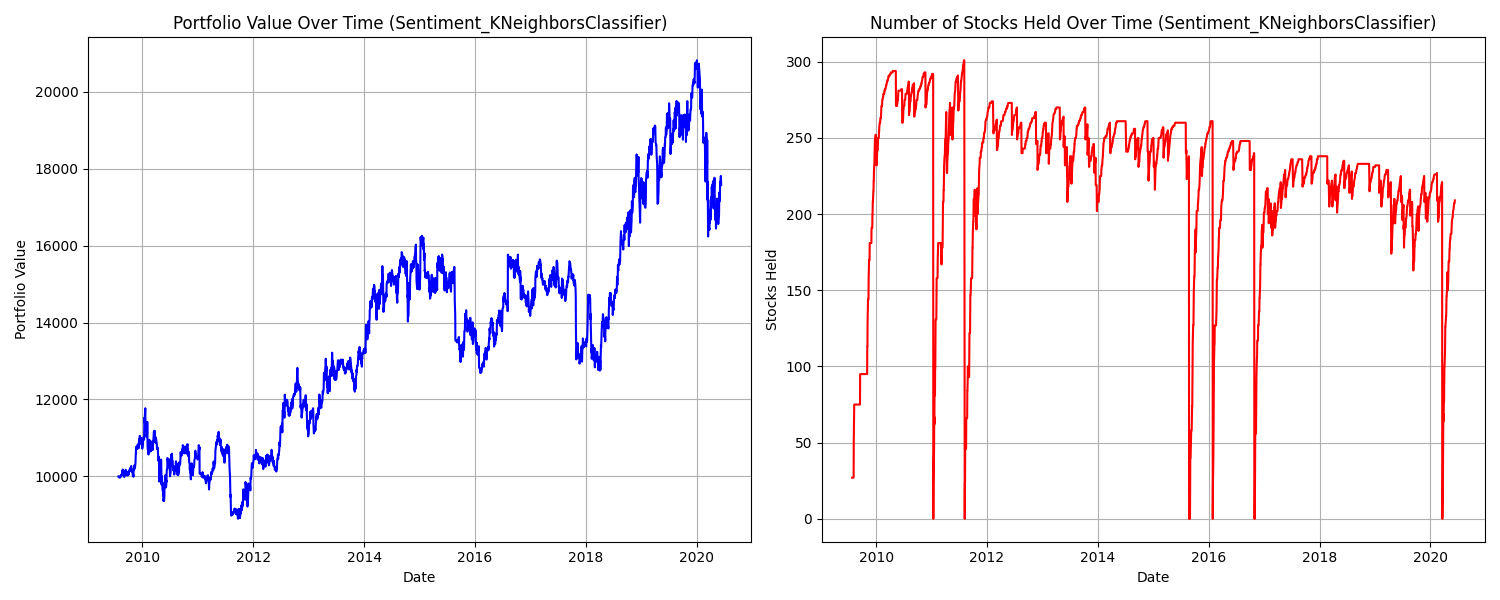 Portfolio Value Over Time (Sentiment_KNeighborsClassifier)
Portfolio Value
20000
18000
16000
14000
12000
10000
2010 2012 2014 2016 2018 2020
Date
Number of Stocks Held Over Time (Sentiment_KNeighborsClassifier)
Stocks Held
300
250
200
150
100
50
0
2010 2012 2014 2016 2018 2020
Date